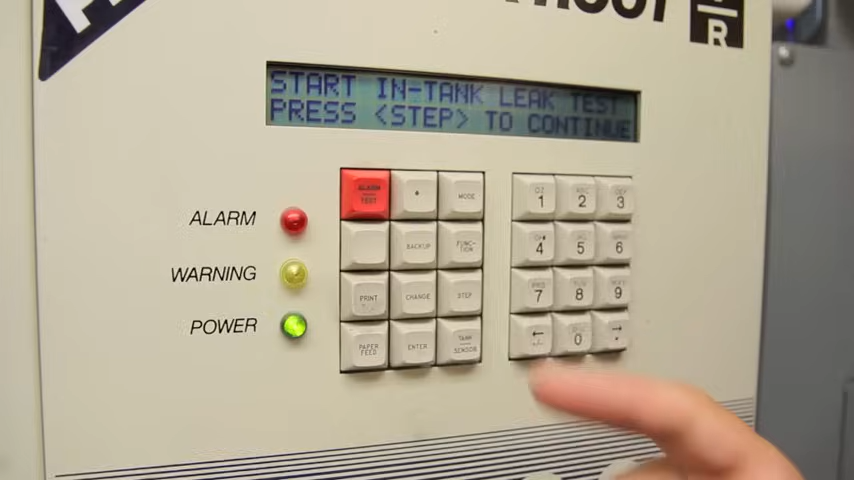 R
START IN-TANK LEAK TEST
PRESS <STEP> TO CONTINUE
ALARM
WARNING
POWER
ALARM
TEST
MODE
BACKUP
FUNC-
TION
PRINT
CHANGE
STEP
PAPER
FEED
ENTER
TANK
SENSOR
1
ABC
2
3
4
5
6
7
8
9
0